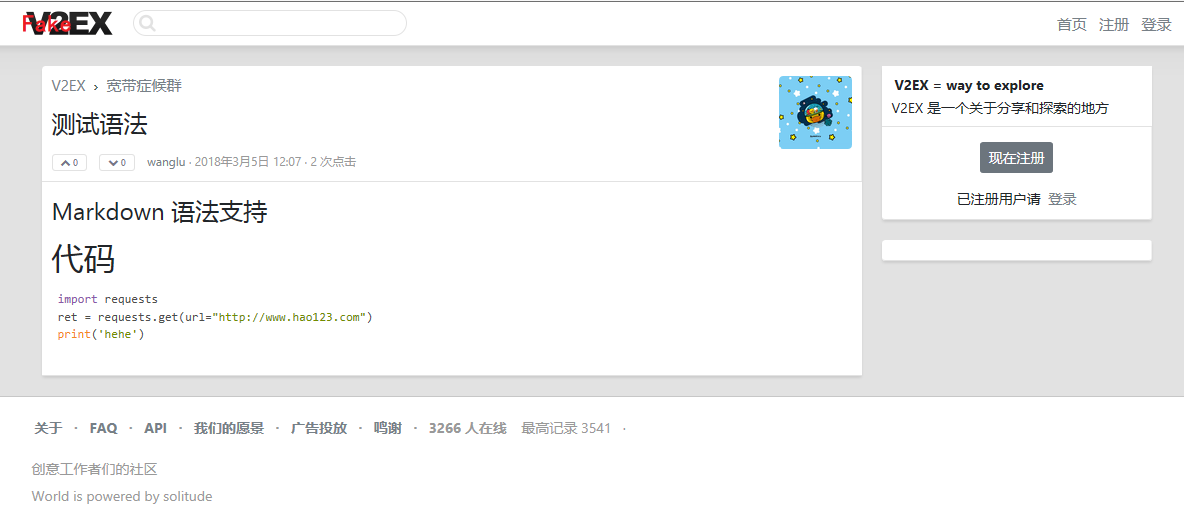 Fake V2EX
首页 注册 登录
V2EX › 宽带症候群
测试语法
0 0 wanglu · 2018年3月5日 12:07 · 2 次点击
Markdown 语法支持
代码
import requests
ret = requests.get(url="http://www.hao123.com")
print('hehe')
V2EX = way to explore
V2EX 是一个关于分享和探索的地方
现在注册
已注册用户请 登录
关于 · FAQ · API · 我们的愿景 · 广告投放 · 鸣谢 · 3266 人在线 最高记录 3541 ·
创意工作者们的社区
World is powered by solitude